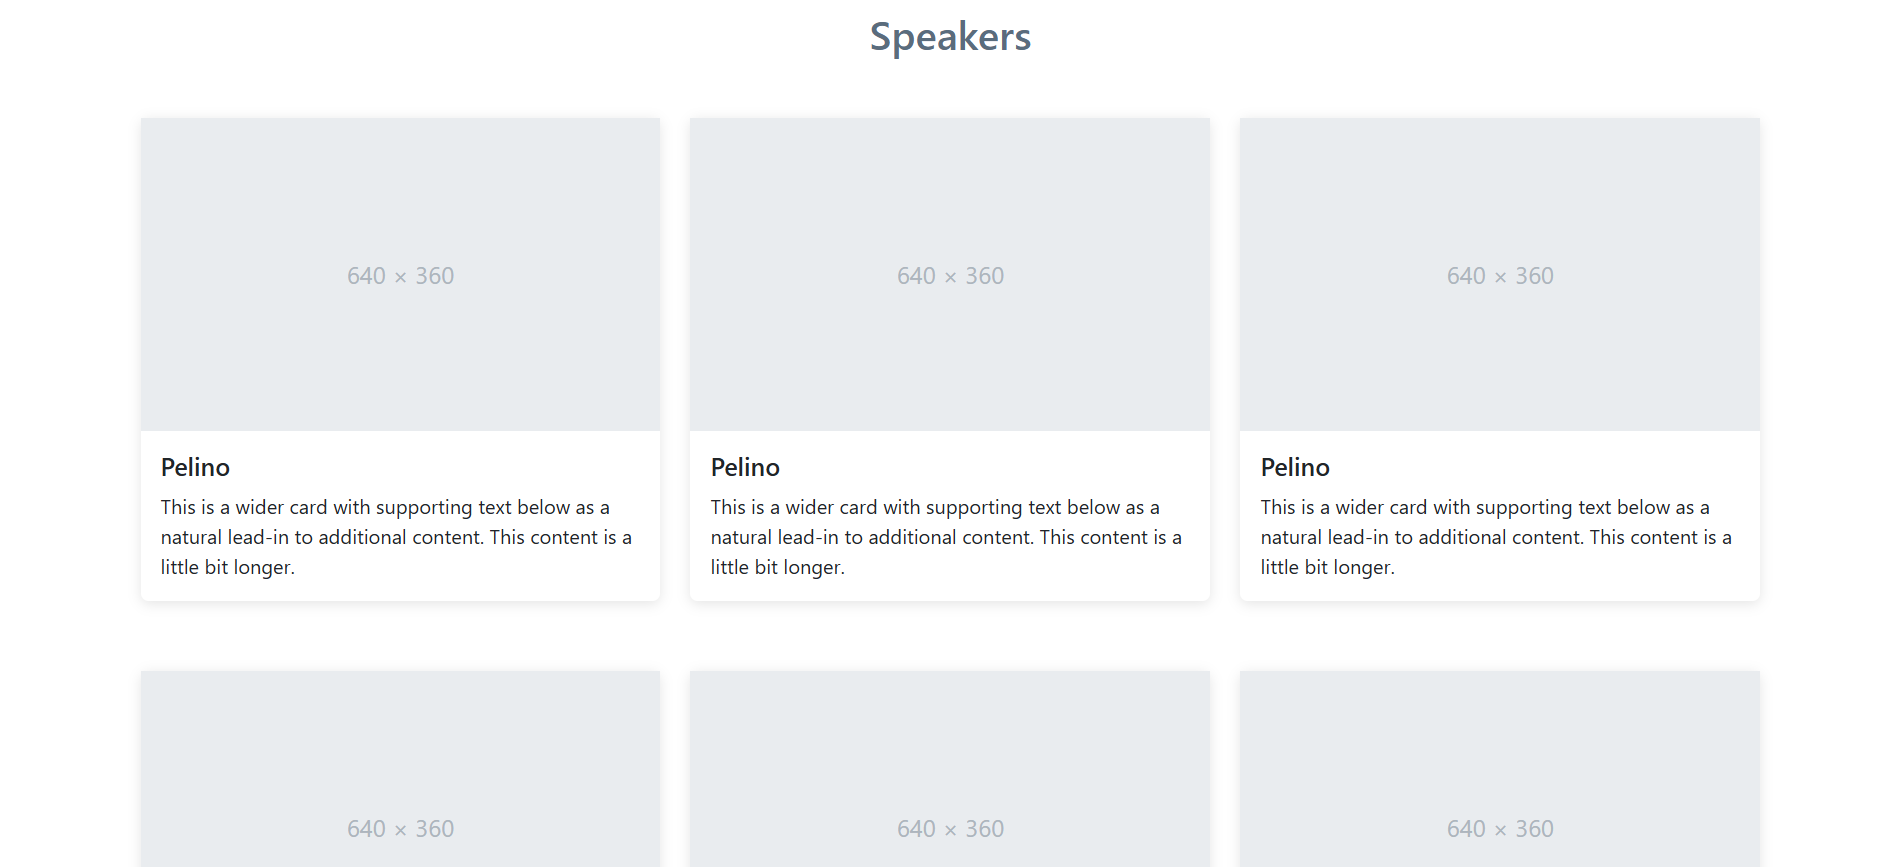 Speakers
640 × 360
640 × 360
640 × 360
Pelino
This is a wider card with supporting text below as a
natural lead-in to additional content. This content is a
little bit longer.
Pelino
This is a wider card with supporting text below as a
natural lead-in to additional content. This content is a
little bit longer.
Pelino
This is a wider card with supporting text below as a
natural lead-in to additional content. This content is a
little bit longer.
640 × 360
640 × 360
640 × 360